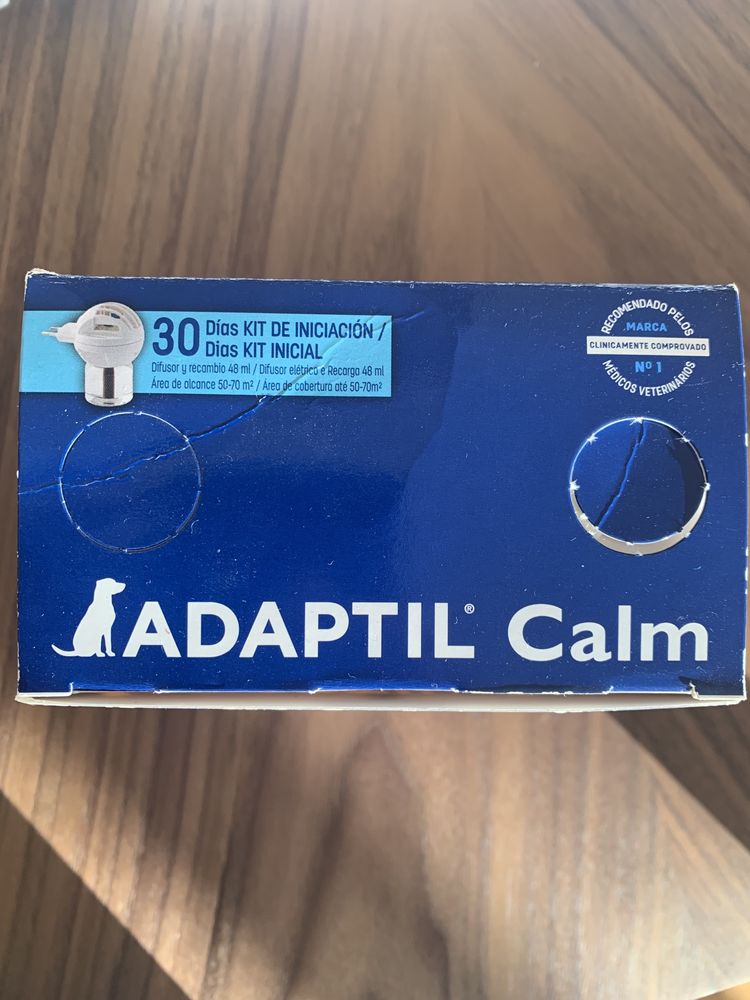 30 Días KIT DE INICIACIÓN /
Dias KIT INICIAL
Difusor y recambio 48 ml / Difusor elétrico e Recarga 48 ml
Área de alcance 50-70 m² / Área de cobertura até 50-70m²
RECOMENDADO PELOS
MARCA
CLINICAMENTE COMPROVADO
Nº 1
MÉDICOS VETERINÁRIOS
ADAPTIL® Calm